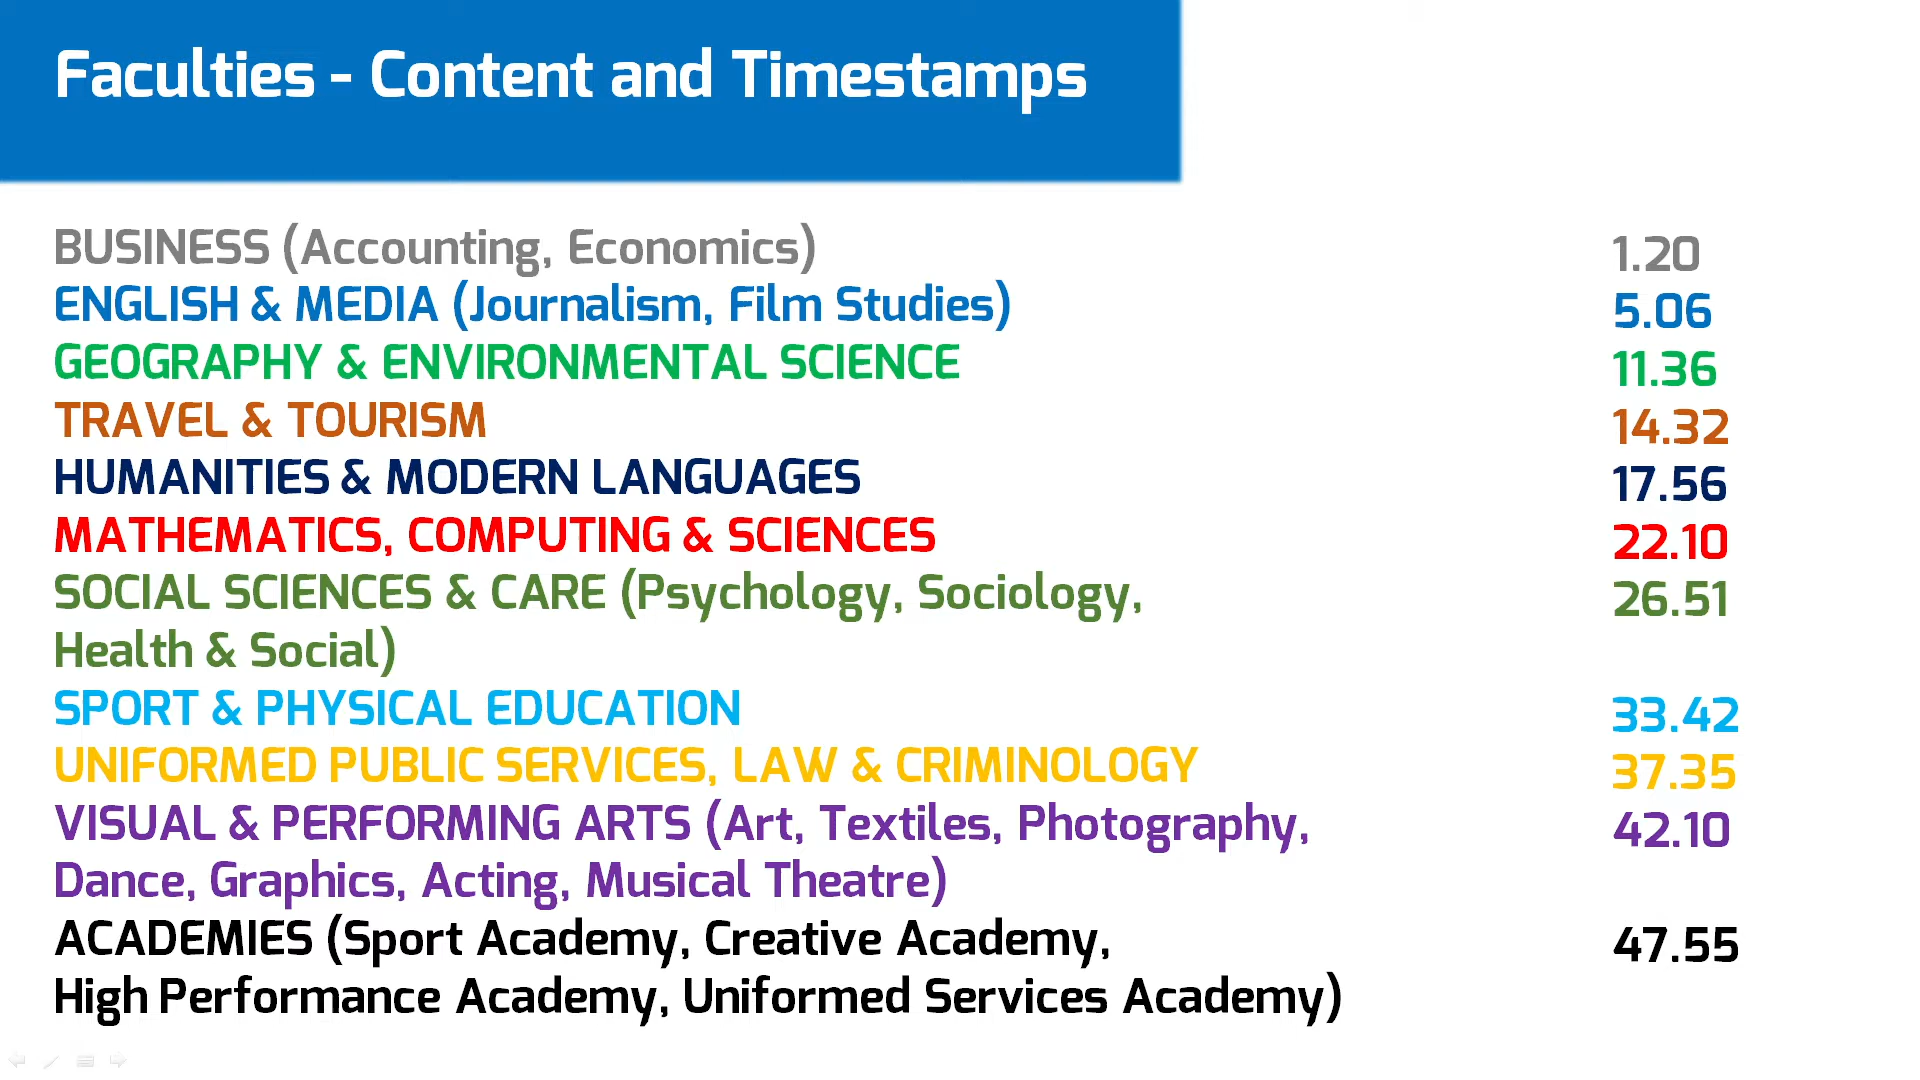 Faculties - Content and Timestamps
BUSINESS (Accounting, Economics) 1.20
ENGLISH & MEDIA (Journalism, Film Studies) 5.06
GEOGRAPHY & ENVIRONMENTAL SCIENCE 11.36
TRAVEL & TOURISM 14.32
HUMANITIES & MODERN LANGUAGES 17.56
MATHEMATICS, COMPUTING & SCIENCES 22.10
SOCIAL SCIENCES & CARE (Psychology, Sociology, 26.51
Health & Social)
SPORT & PHYSICAL EDUCATION 33.42
UNIFORMED PUBLIC SERVICES, LAW & CRIMINOLOGY 37.35
VISUAL & PERFORMING ARTS (Art, Textiles, Photography, 42.10
Dance, Graphics, Acting, Musical Theatre)
ACADEMIES (Sport Academy, Creative Academy, 47.55
High Performance Academy, Uniformed Services Academy)